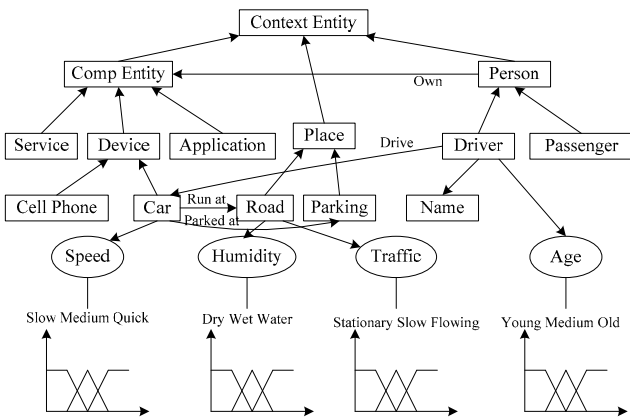 Context Entity
Comp Entity
Person
Own
Service
Device
Application
Place
Drive
Driver
Passenger
Cell Phone
Car
Run at
Road
Parking
Name
Parked at
Speed
Humidity
Traffic
Age
Slow Medium Quick
Dry Wet Water
Stationary Slow Flowing
Young Medium Old